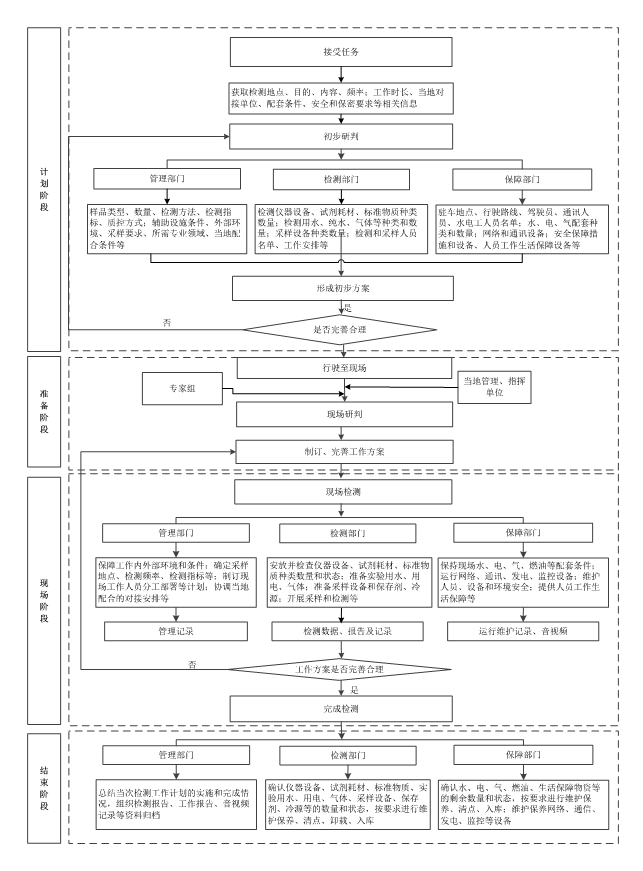 计划阶段
接受任务
获取检测地点、目的、内容、频率；工作时长、当地对
接单位、配套条件、安全和保密要求等相关信息
初步研判
管理部门
检测部门
保障部门
样品类型、数量、检测方法、检测指
标、质控方式；辅助设施条件、外部环
境、采样要求、所需专业领域、当地配
合条件等
检测仪器设备、试剂耗材、标准物质种类
数量；检测用水、纯水、气体等种类和数
量；采样设备种类数量；检测和采样人员
名单、工作安排等
驻车地点、行驶路线、驾驶员、通讯人
员、水电工人员名单；水、电、气配套种
类和数量；网络和通讯设备；安全保障措
施和设备、人员工作生活保障设备等
形成初步方案
是
否
是否完善合理
准备阶段
行驶至现场
专家组
当地管理、指挥
单位
现场研判
制订、完善工作方案
现场阶段
现场检测
管理部门
检测部门
保障部门
保障工作内外部环境和条件；确定采样
地点、检测频率、检测指标等；制订现
场工作人员分工部署等计划；协调当地
配合的对接安排等
安放并检查仪器设备、试剂耗材、标准物
质种类数量和状态；准备实验用水、用
电、气体；准备采样设备和保存剂、冷
源；开展采样和检测等
保持现场水、电、气、燃油等配套条件；
运行网络、通讯、发电、监控设备；维护
人员、设备和环境安全；提供人员工作生
活保障等
管理记录
检测数据、报告及记录
运行维护记录、音视频
否
工作方案是否完善合理
是
完成检测
结束阶段
管理部门
检测部门
保障部门
总结当次检测工作计划的实施和完成情
况，组织检测报告、工作报告、音视频
记录等资料归档
确认仪器设备、试剂耗材、标准物质、实
验用水、用电、气体、采样设备、保存
剂、冷源等的数量和状态，按要求进行维
护保养、清点、卸载、入库
确认水、电、气、燃油、生活保障物资等
的剩余数量和状态，按要求进行维护保
养、清点、入库；维护保养网络、通信、
发电、监控等设备